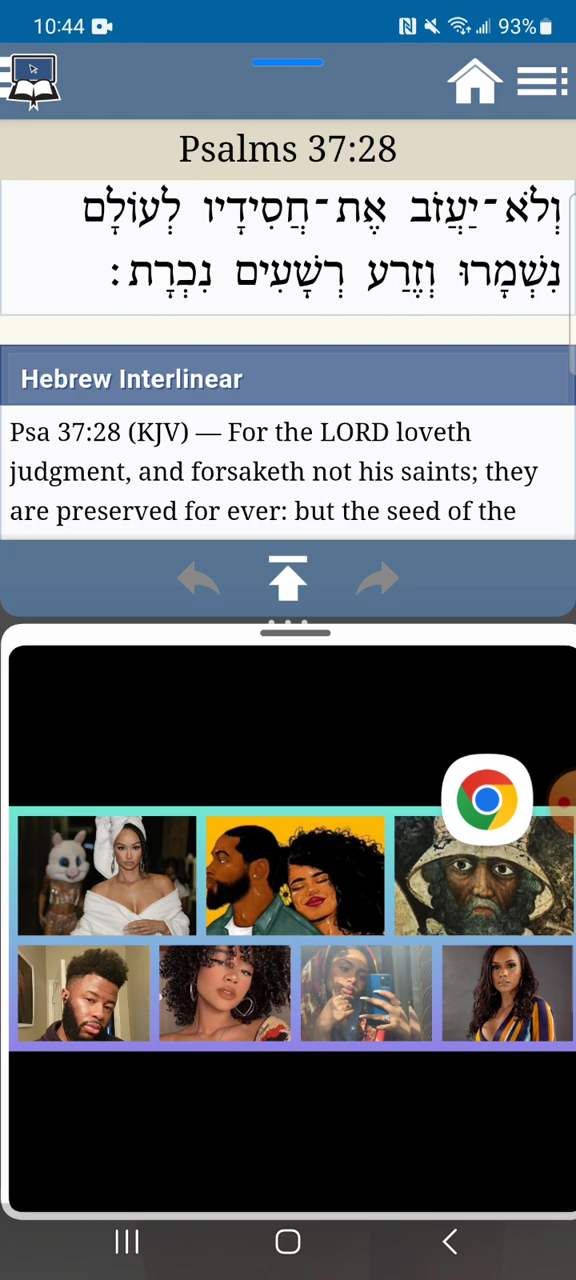 10:44
93%
Psalms 37:28
וְלֹא־יַעֲזֹב אֶת־חֲסִידָיו לְעוֹלָם
נִשְׁמָרוּ וְזֶרַע רְשָׁעִים נִכְרָת׃
Hebrew Interlinear
Psa 37:28 (KJV) — For the LORD loveth
judgment, and forsaketh not his saints; they
are preserved for ever: but the seed of the